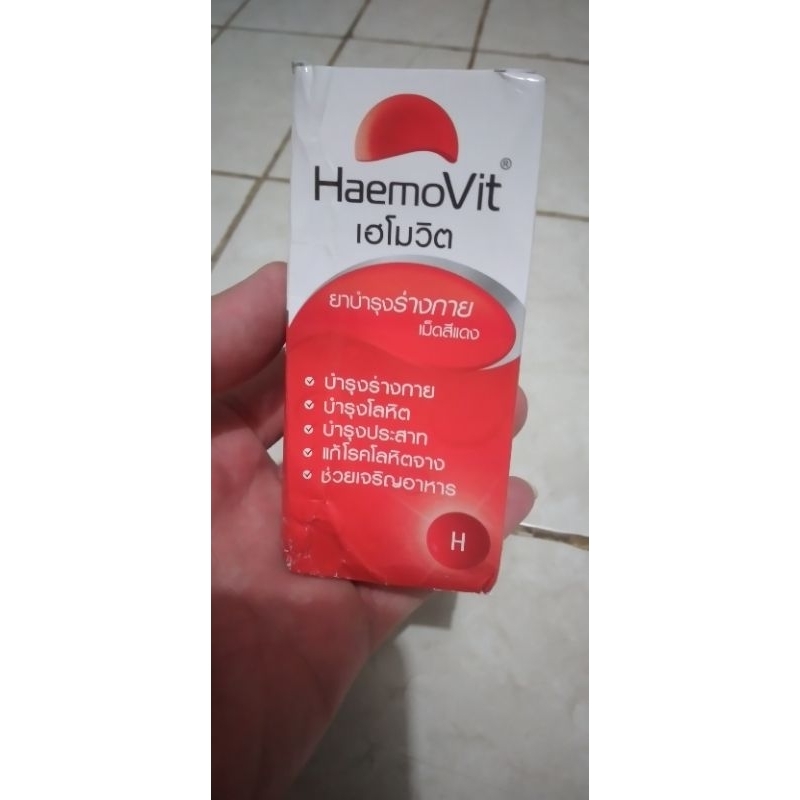 HaemoVit®
เฮโมวิต
ยาบำรุงร่างกาย
เม็ดสีแดง
บำรุงร่างกาย
บำรุงโลหิต
บำรุงประสาท
แก้โรคโลหิตจาง
ช่วยเจริญอาหาร
H